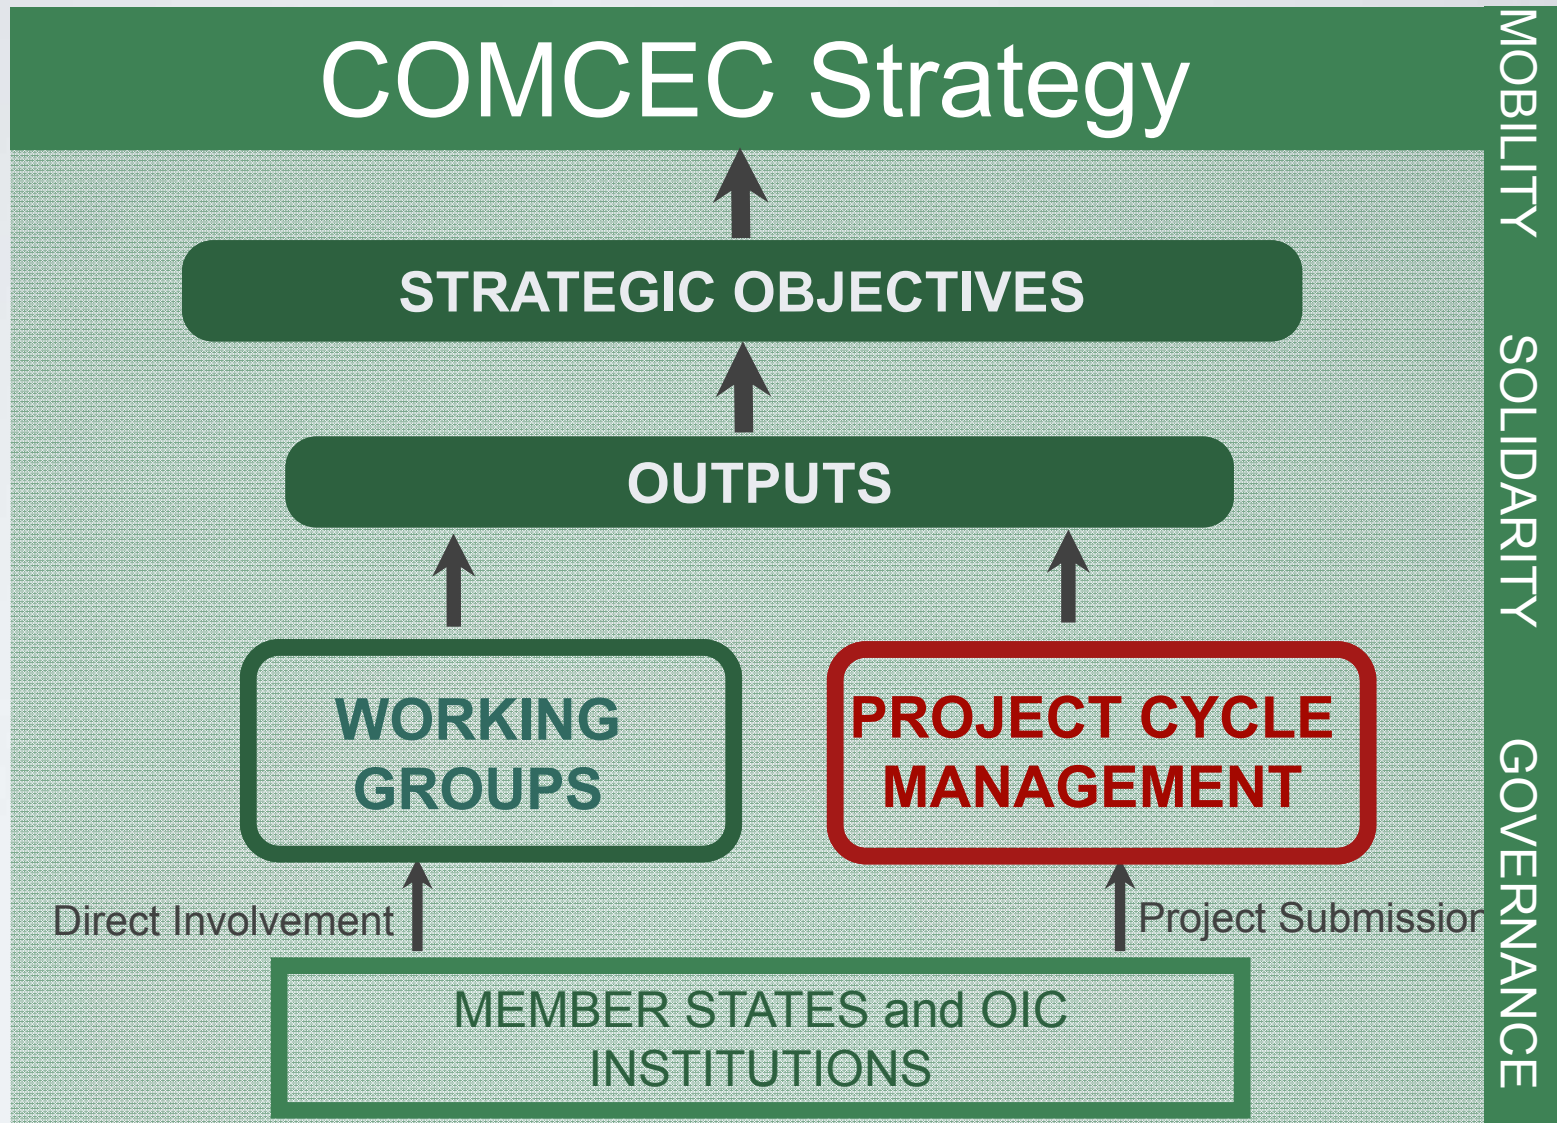 COMCEC Strategy
STRATEGIC OBJECTIVES
OUTPUTS
WORKING
GROUPS
PROJECT CYCLE
MANAGEMENT
Direct Involvement
Project Submission
MEMBER STATES and OIC
INSTITUTIONS
MOBILITY
SOLIDARITY
GOVERNANCE